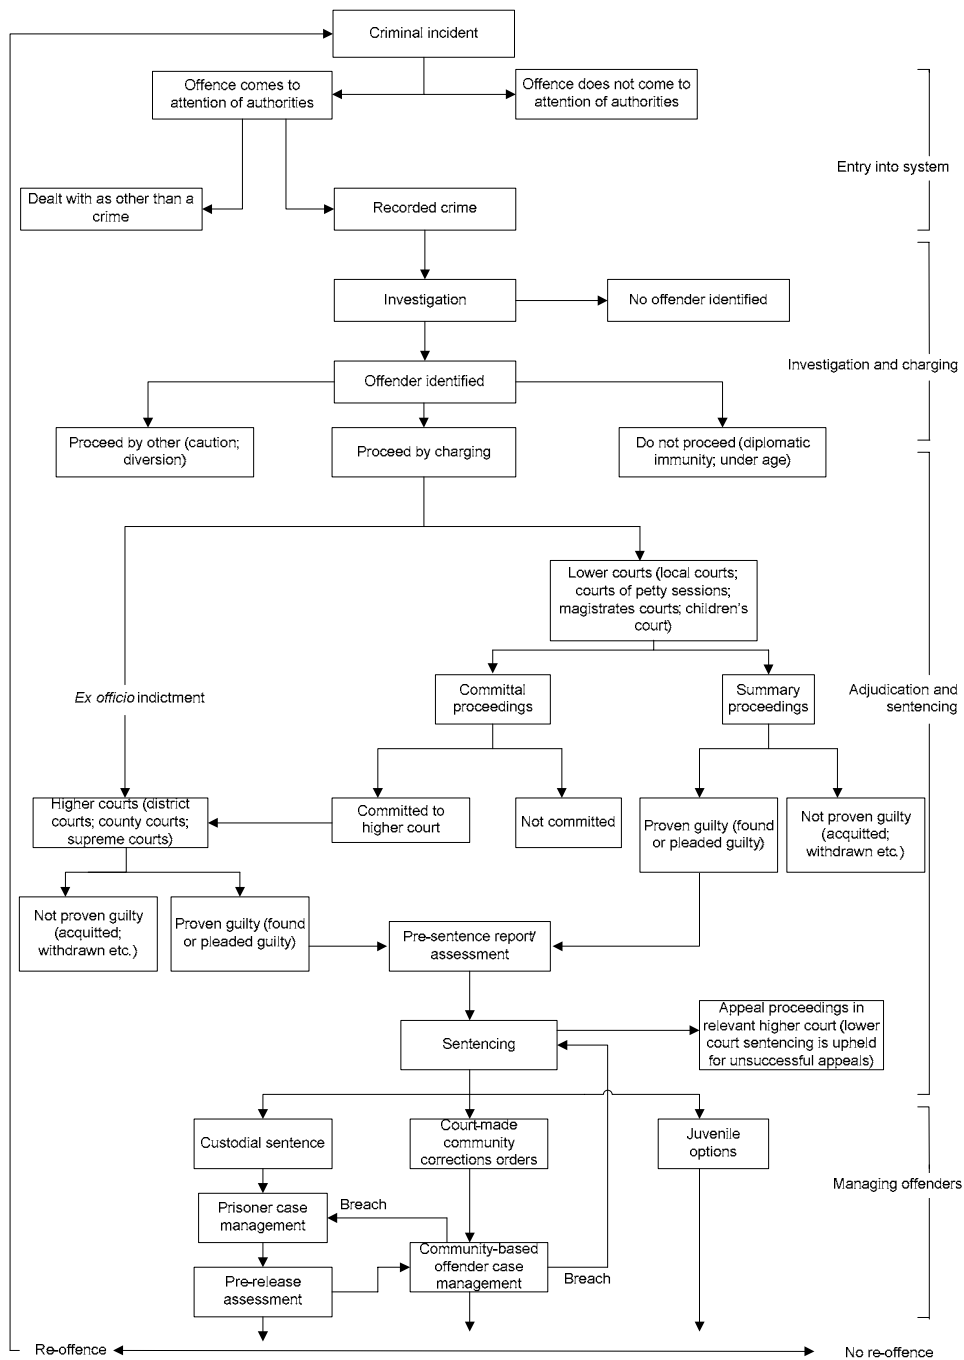 Criminal incident
Offence comes to
attention of authorities
Offence does not come to
attention of authorities
Entry into system
Dealt with as other than a
crime
Recorded crime
Investigation
No offender identified
Investigation and charging
Offender identified
Proceed by other (caution;
diversion)
Proceed by charging
Do not proceed (diplomatic
immunity; under age)
Lower courts (local courts;
courts of petty sessions;
magistrates courts; children's
court)
Ex officio indictment
Committal
proceedings
Summary
proceedings
Adjudication and
sentencing
Higher courts (district
courts; county courts;
supreme courts)
Committed to
higher court
Not committed
Proven guilty (found
or pleaded guilty)
Not proven guilty
(acquitted;
withdrawn etc.)
Not proven guilty
(acquitted;
withdrawn etc.)
Proven guilty (found
or pleaded guilty)
Pre-sentence report/
assessment
Sentencing
Appeal proceedings in
relevant higher court (lower
court sentencing is upheld
for unsuccessful appeals)
Custodial sentence
Court-made
community
corrections orders
Juvenile
options
Managing offenders
Prisoner case
management
Breach
Community-based
offender case
management
Breach
Pre-release
assessment
Re-offence
No re-offence